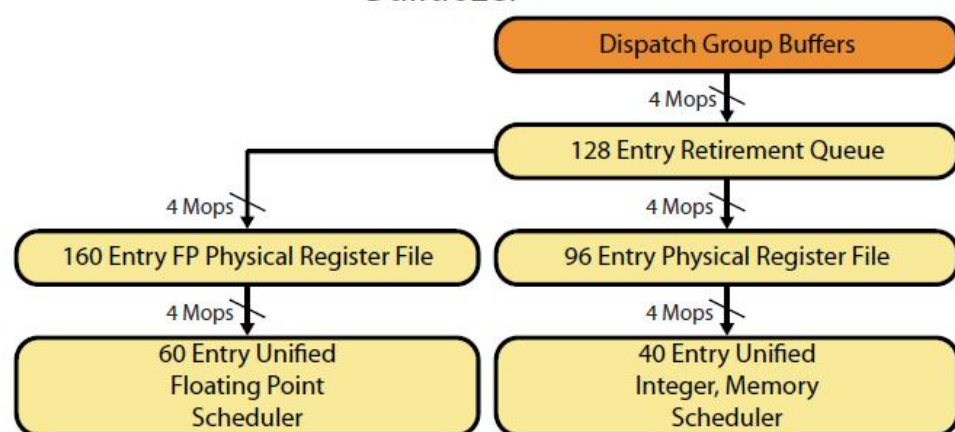 Dispatch Group Buffers
4 Mops
128 Entry Retirement Queue
4 Mops
4 Mops
160 Entry FP Physical Register File
96 Entry Physical Register File
4 Mops
4 Mops
60 Entry Unified
Floating Point
Scheduler
40 Entry Unified
Integer, Memory
Scheduler